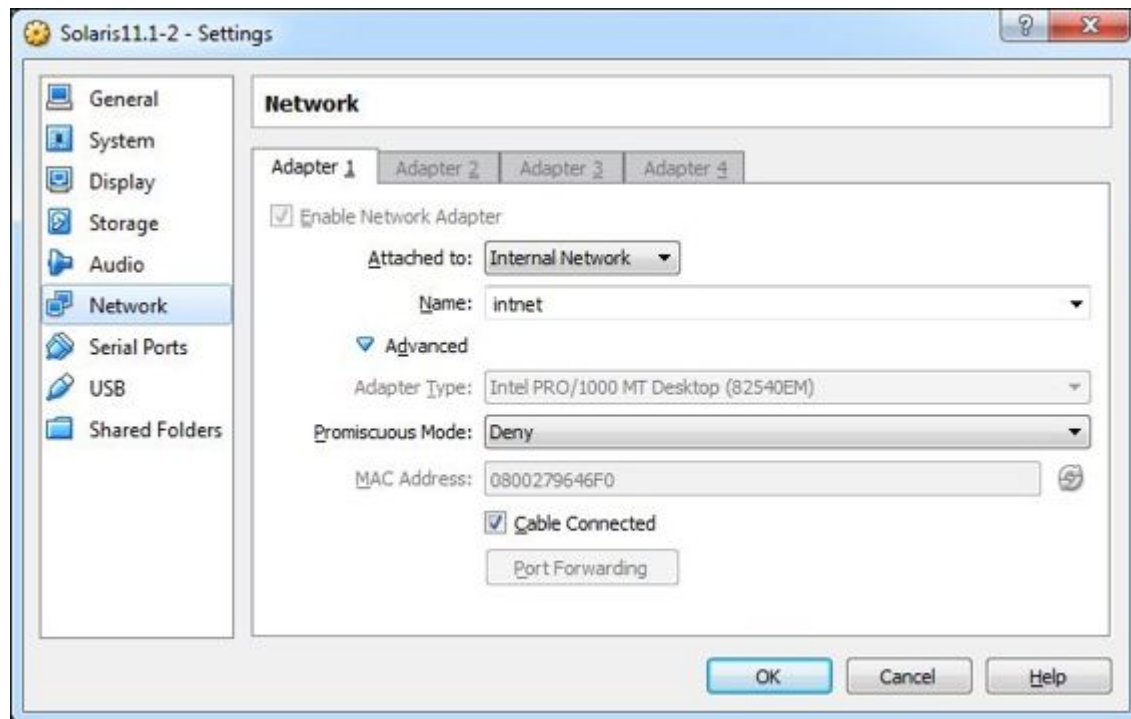 Solaris11.1-2 - Settings
General
System
Display
Storage
Audio
Network
Serial Ports
USB
Shared Folders
Network
Adapter 1 Adapter 2 Adapter 3 Adapter 4
Enable Network Adapter
Attached to: Internal Network
Name: intnet
Advanced
Adapter Type: Intel PRO/1000 MT Desktop (82540EM)
Promiscuous Mode: Deny
MAC Address: 0800279646F0
Cable Connected
Port Forwarding
OK Cancel Help